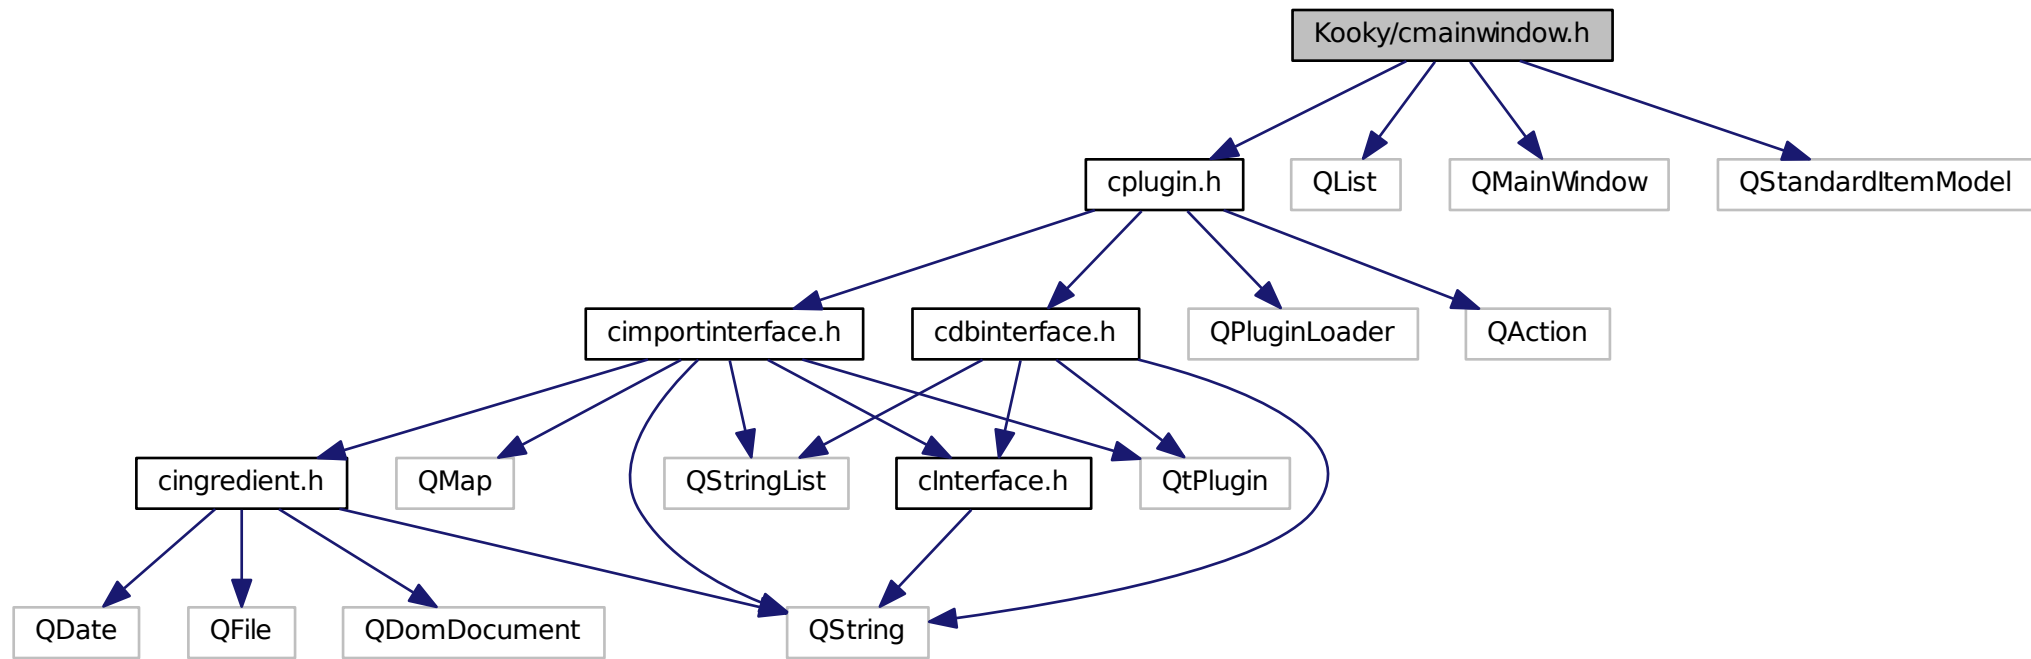 Kooky/cmainwindow.h
cplugin.h
QList
QMainWindow
QStandardItemModel
cimportinterface.h
cdbinterface.h
QPluginLoader
QAction
cingredient.h
QMap
QStringList
cInterface.h
QtPlugin
QDate
QFile
QDomDocument
QString